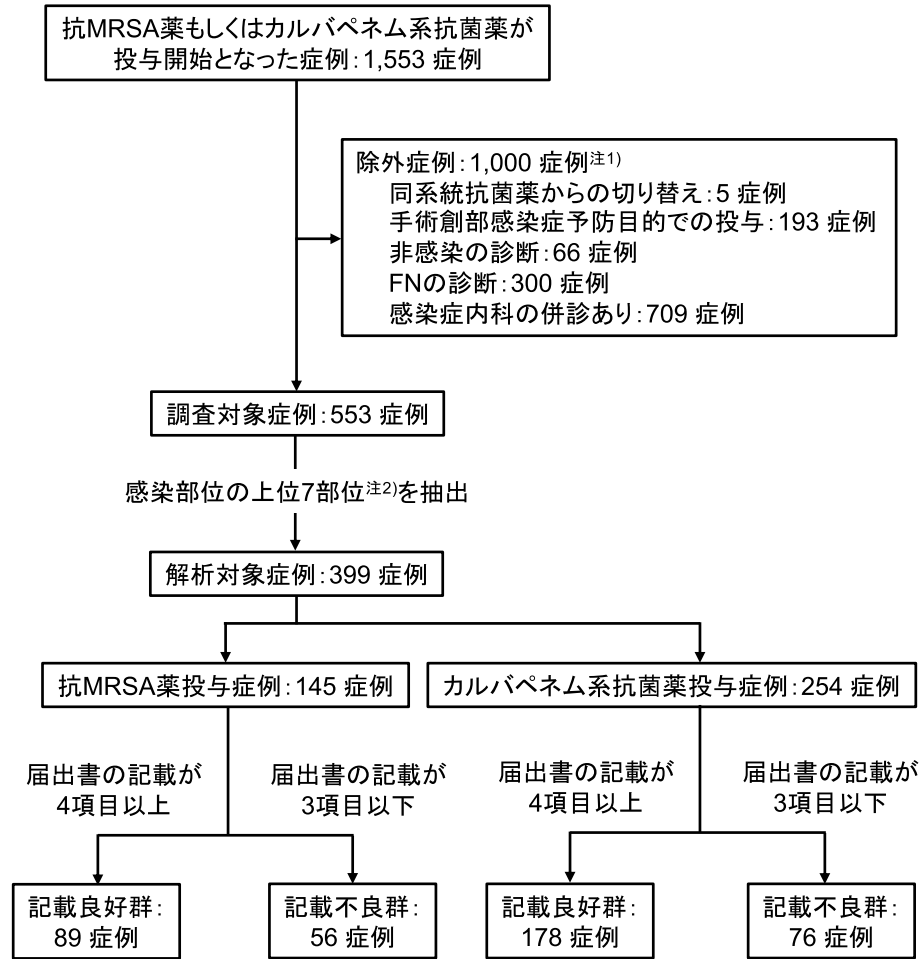 抗MRSA薬もしくはカルバペネム系抗菌薬が
投与開始となった症例：1,553 症例
除外症例：1,000 症例注1)
同系統抗菌薬からの切り替え：5 症例
手術創部感染症予防目的での投与：193 症例
非感染の診断：66 症例
FNの診断：300 症例
感染症内科の併診あり：709 症例
調査対象症例：553 症例
感染部位の上位7部位注2)を抽出
解析対象症例：399 症例
抗MRSA薬投与症例：145 症例
カルバペネム系抗菌薬投与症例：254 症例
届出書の記載が
4項目以上
届出書の記載が
3項目以下
届出書の記載が
4項目以上
届出書の記載が
3項目以下
記載良好群：
89 症例
記載不良群：
56 症例
記載良好群：
178 症例
記載不良群：
76 症例